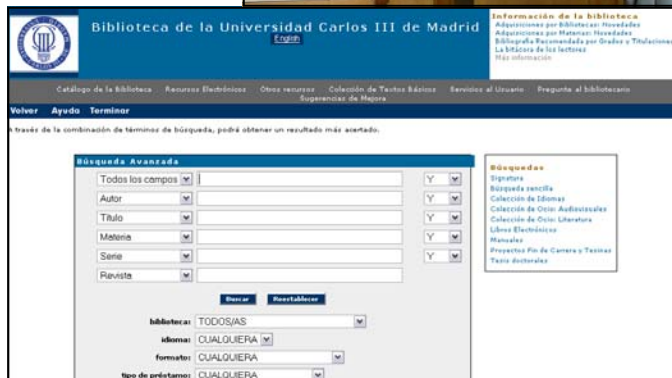 Biblioteca de la Universidad Carlos III de Madrid
English
Información de la biblioteca
Adquisiciones por Bibliotecas: Novedades
Adquisiciones por Materias: Novedades
Bibliografía Recomendada por Grados y Titulaciones
La bitácora de los lectores
Más información
Catálogo de la Biblioteca Recursos Electrónicos Otros recursos Colección de Textos Básicos Servicios al Usuario Pregunte al bibliotecario
Sugerencias de Mejora
Volver Ayuda Terminar
A través de la combinación de términos de búsqueda, podrá obtener un resultado más acertado.
Búsqueda Avanzada
Todos los campos Y
Autor Y
Título Y
Materia Y
Serie Y
Revista
Buscar Reestablecer
biblioteca: TODOS/AS
idioma: CUALQUIERA
formato: CUALQUIERA
tipo de préstamo: CUALQUIERA
Búsquedas
Signatura
Búsqueda sencilla
Colección de Idiomas
Colección de Ocio: Audiovisuales
Colección de Ocio: Literatura
Libros Electrónicos
Manuales
Proyectos Fin de Carrera y Tesinas
Tesis doctorales